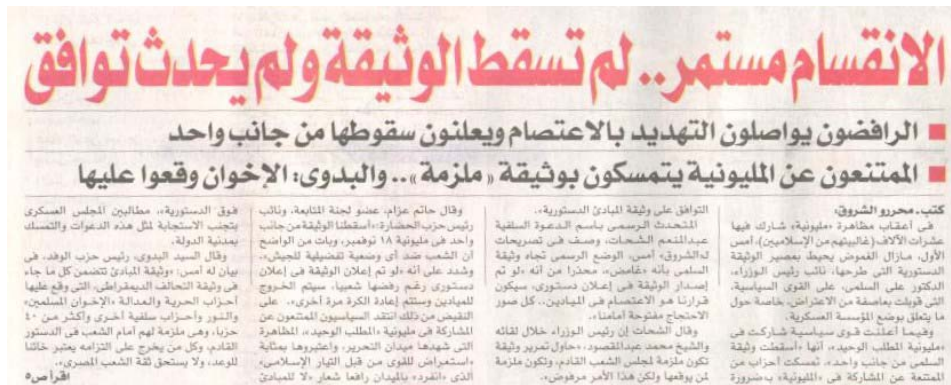 الانقسام مستمر.. لم تسقط الوثيقة ولم يحدث توافق
الرافضون يواصلون التهديد بالاعتصام ويعلنون سقوطها من جانب واحد
الممتنعون عن المليونية يتمسكون بوثيقة «ملزمة».. والبدوى: الإخوان وقعوا عليها
كتب ـ محررو الشروق:
فى أعقاب مظاهرة «مليونية» شارك فيها
عشرات الآلاف (غالبيتهم من الإسلاميين)، أمس
الأول، مازال الغموض يحيط بمصير الوثيقة
الدستورية التى طرحها، نائب رئيس الوزراء،
الدكتور على السلمى، على القوى السياسية،
التى قوبلت بعاصفة من الاعتراض، خاصة حول
ما يتعلق بوضع المؤسسة العسكرية.
وفيما أعلنت قوى سياسية شاركت فى
«مليونية المطلب الوحيد»، أنها «أسقطت وثيقة
السلمى من جانب واحد»، تمسكت أحزاب من
الممتنعة عن المشاركة فى «المليونية» بضرورة
التوافق على وثيقة المبادئ الدستورية».
المتحدث الرسمى باسم الدعوة السلفية
عبدالمنعم الشحات، وصف فى تصريحات
لـ«الشروق» أمس، الوضع الرسمى تجاه وثيقة
السلمى بأنه «غامض»، محذرا من أنه «لو تم
إصدار الوثيقة فى إعلان دستورى، سيكون
قرارنا هو الاعتصام فى الميادين.. كل صور
الاحتجاج مفتوحة أمامنا».
وقال الشحات إن رئيس الوزراء خلال لقائه
والشيخ محمد عبدالمقصود، «حاول تمرير وثيقة
تكون ملزمة لمجلس الشعب القادم، وتكون ملزمة
لمن يوقعها ولكن هذا الأمر مرفوض».
وقال حاتم عزام، عضو لجنة المتابعة، ونائب
رئيس حزب الحضارة: «أسقطنا الوثيقة من جانب
واحد فى مليونية ١٨ نوفمبر، وبات من الواضح
أن الشعب ضد أى وضعية تفضيلية للجيش»،
وشدد على أنه «لو تم إعلان الوثيقة فى إعلان
دستورى رغم رفضها شعبيا، سيتم الخروج
للميادين وستتم إعادة الكرة مرة أخرى»، على
النقيض من ذلك انتقد السياسيون الممتنعون عن
المشاركة فى مليونية «المطلب الوحيد»، المظاهرة
التى شهدها ميدان التحرير، واعتبروها بمثابة
«استعراض للقوى من قبل التيار الإسلامى»،
الذى «انفرد» بالميدان رافعا شعار «لا للمبادئ
فوق الدستورية»، مطالبين المجلس العسكرى
بتجنب الاستجابة لمثل هذه الدعوات والتمسك
بمدنية الدولة.
وقال السيد البدوى، رئيس حزب الوفد، فى
بيان له أمس: «وثيقة المبادئ تتضمن كل ما جاء
فى وثيقة التحالف الديمقراطى، التى وقع عليها
أحزاب الحرية والعدالة «الإخوان المسلمين»
والنور وأحزاب سلفية أخرى وأكثر من ٤٠
حزبا، وهى ملزمة لهم أمام الشعب فى الدستور
القادم، وكل من يخرج على التزامه يعتبر خائنا
للوعد، ولا يستحق ثقة الشعب المصرى».
اقرأ ص٥